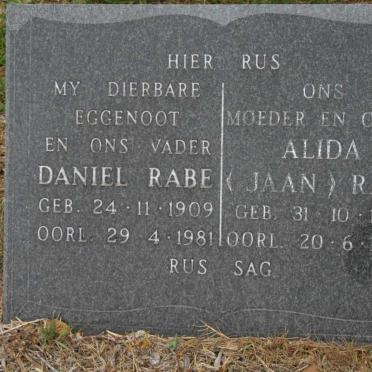 HIER RUS
MY DIERBARE
EGGENOOT
EN ONS VADER
DANIEL RABE
GEB. 24·11·1909
OORL. 29·4·1981
ONS
MOEDER EN
ALIDA
(JAAN)
GEB. 31·10·
OORL. 20·6·
RUS SAG